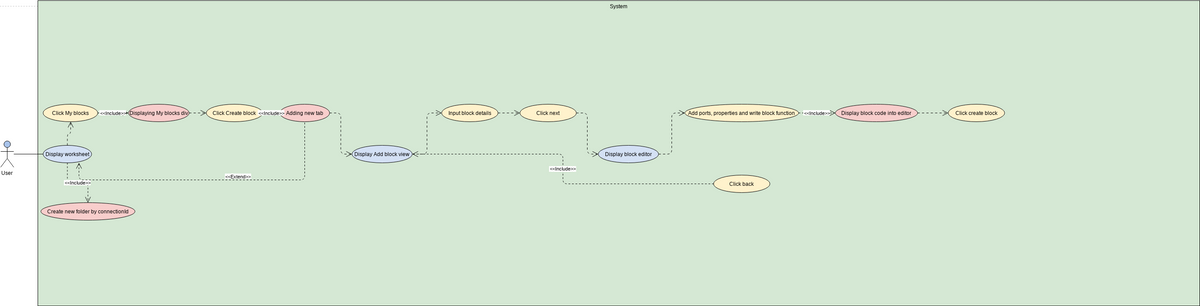 System
Click My blocks
<<Include>>
Displaying My blocks div
Click Create block
<<Include>>
Adding new tab
Input block details
Click next
Add ports, properties and write block function
<<Include>>
Display block code into editor
Click create block
User
Display worksheet
Display Add block view
Display block editor
<<Include>>
<<Include>>
<<Extend>>
Click back
Create new folder by connectionId